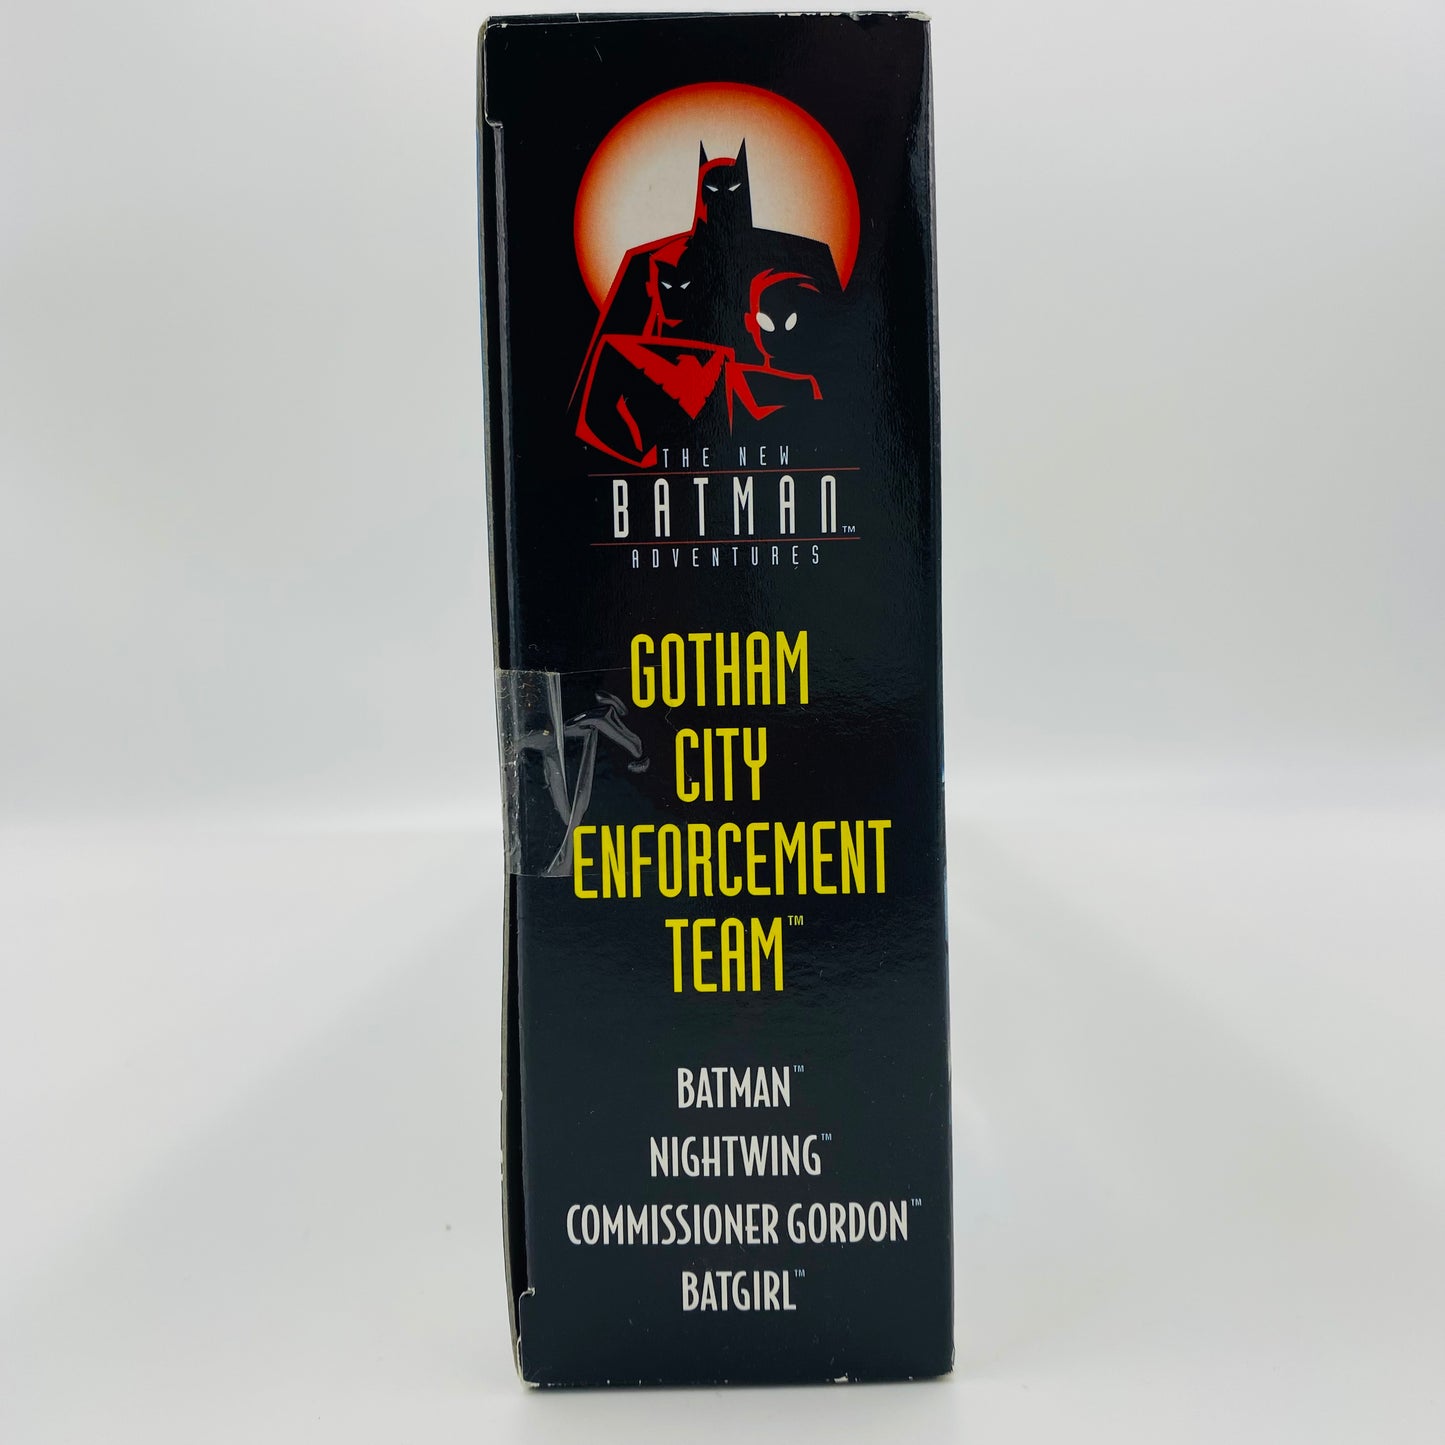 THE NEW
BATMAN™
ADVENTURES
GOTHAM
CITY
ENFORCEMENT
TEAM™
BATMAN™
NIGHTWING™
COMMISSIONER GORDON™
BATGIRL™